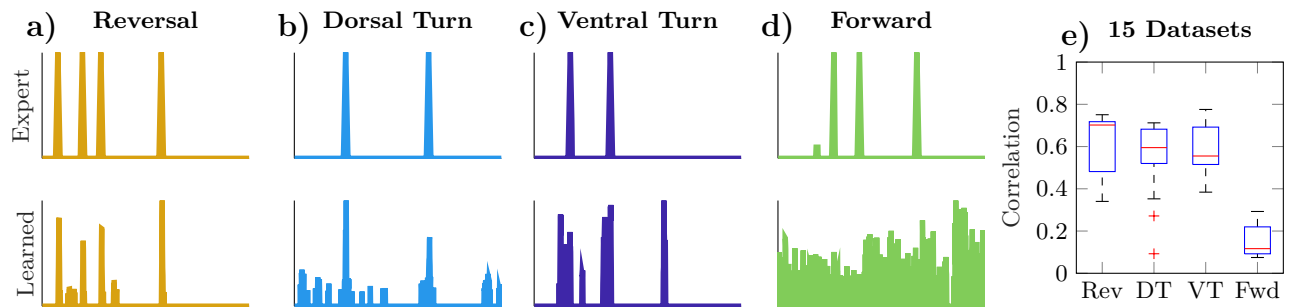 a) Reversal
b) Dorsal Turn
c) Ventral Turn
d) Forward
e) 15 Datasets
Expert
Learned
Correlation
1
0.8
0.6
0.4
0.2
0
Rev DT VT Fwd